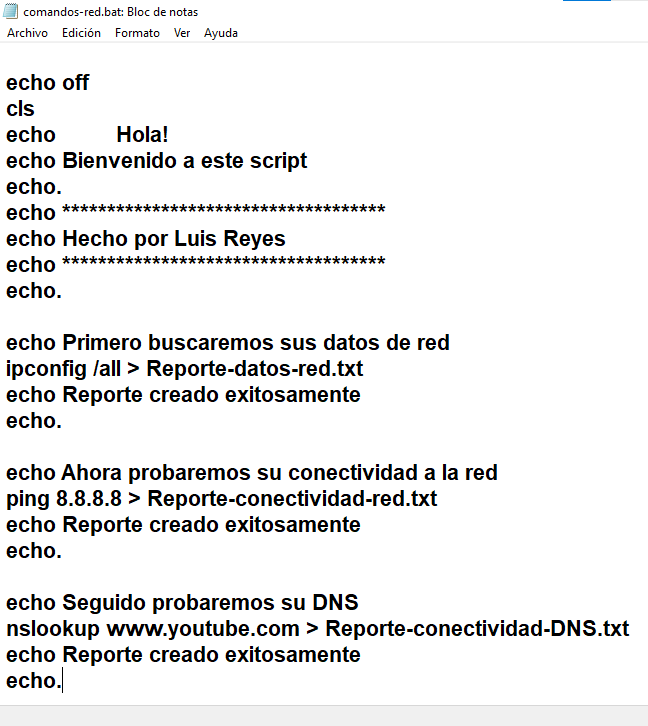 comandos-red.bat: Bloc de notas
Archivo Edición Formato Ver Ayuda
echo off
cls
echo          Hola!
echo Bienvenido a este script
echo.
echo ************************************
echo Hecho por Luis Reyes
echo ************************************
echo.
echo Primero buscaremos sus datos de red
ipconfig /all > Reporte-datos-red.txt
echo Reporte creado exitosamente
echo.
echo Ahora probaremos su conectividad a la red
ping 8.8.8.8 > Reporte-conectividad-red.txt
echo Reporte creado exitosamente
echo.
echo Seguido probaremos su DNS
nslookup www.youtube.com > Reporte-conectividad-DNS.txt
echo Reporte creado exitosamente
echo.